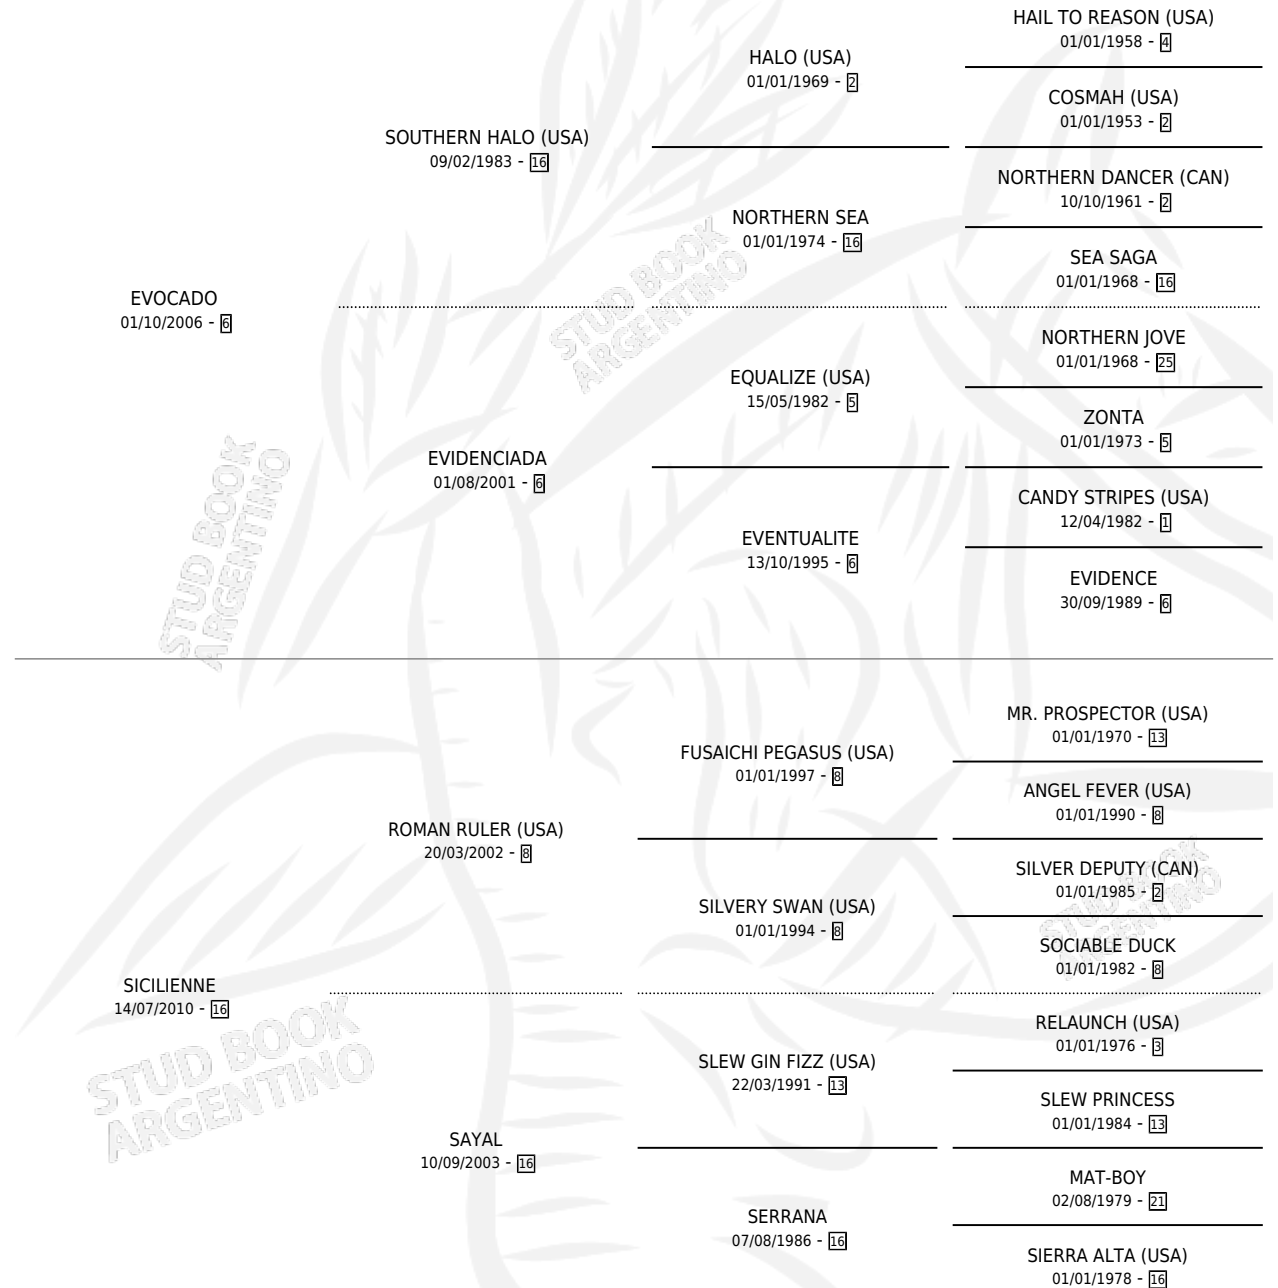 HAIL TO REASON (USA)
01/01/1958 - 4
HALO (USA)
01/01/1969 - 2
COSMAH (USA)
01/01/1953 - 2
SOUTHERN HALO (USA)
09/02/1983 - 16
NORTHERN DANCER (CAN)
10/10/1961 - 2
NORTHERN SEA
01/01/1974 - 16
SEA SAGA
01/01/1968 - 16
EVOCADO
01/10/2006 - 6
STUD BOOK
ARGENTINO
NORTHERN JOVE
01/01/1968 - 25
EQUALIZE (USA)
15/05/1982 - 5
ZONTA
01/01/1973 - 5
EVIDENCIADA
01/08/2001 - 6
CANDY STRIPES (USA)
12/04/1982 - 1
EVENTUALITE
13/10/1995 - 6
EVIDENCE
30/09/1989 - 6
STUD BOOK
ARGENTINO
MR. PROSPECTOR (USA)
01/01/1970 - 13
FUSAICHI PEGASUS (USA)
01/01/1997 - 8
ANGEL FEVER (USA)
01/01/1990 - 8
ROMAN RULER (USA)
20/03/2002 - 8
SILVER DEPUTY (CAN)
01/01/1985 - 2
STUD BOOK
ARGENTINO
SILVERY SWAN (USA)
01/01/1994 - 8
SOCIABLE DUCK
01/01/1982 - 8
SICILIENNE
14/07/2010 - 16
STUD BOOK
ARGENTINO
RELAUNCH (USA)
01/01/1976 - 3
SLEW GIN FIZZ (USA)
22/03/1991 - 13
SLEW PRINCESS
01/01/1984 - 13
SAYAL
10/09/2003 - 16
MAT-BOY
02/08/1979 - 21
SERRANA
07/08/1986 - 16
SIERRA ALTA (USA)
01/01/1978 - 16